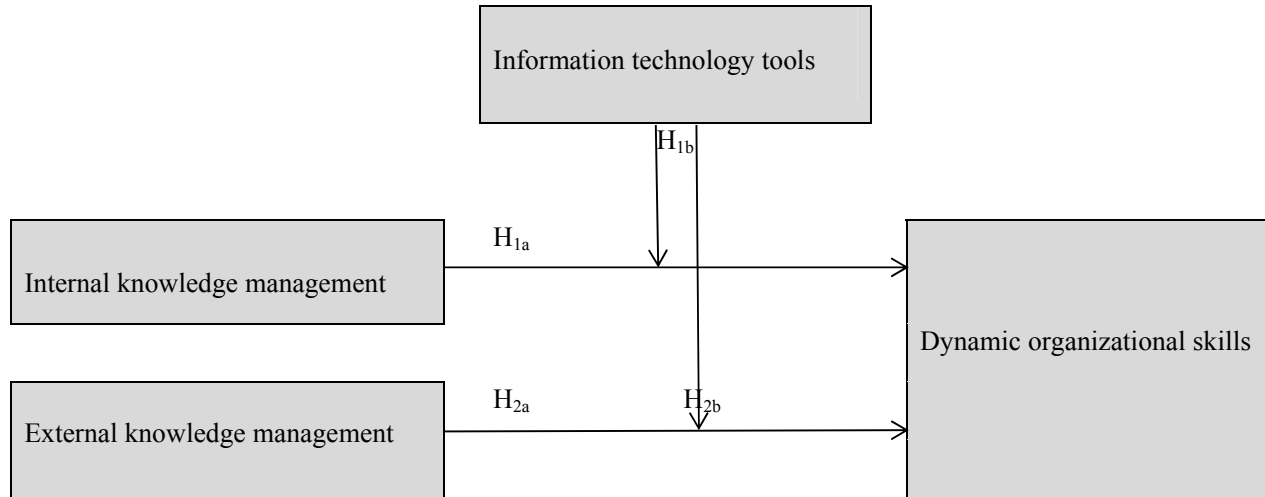 Information technology tools
H1b
H1a
Internal knowledge management
Dynamic organizational skills
H2a
H2b
External knowledge management